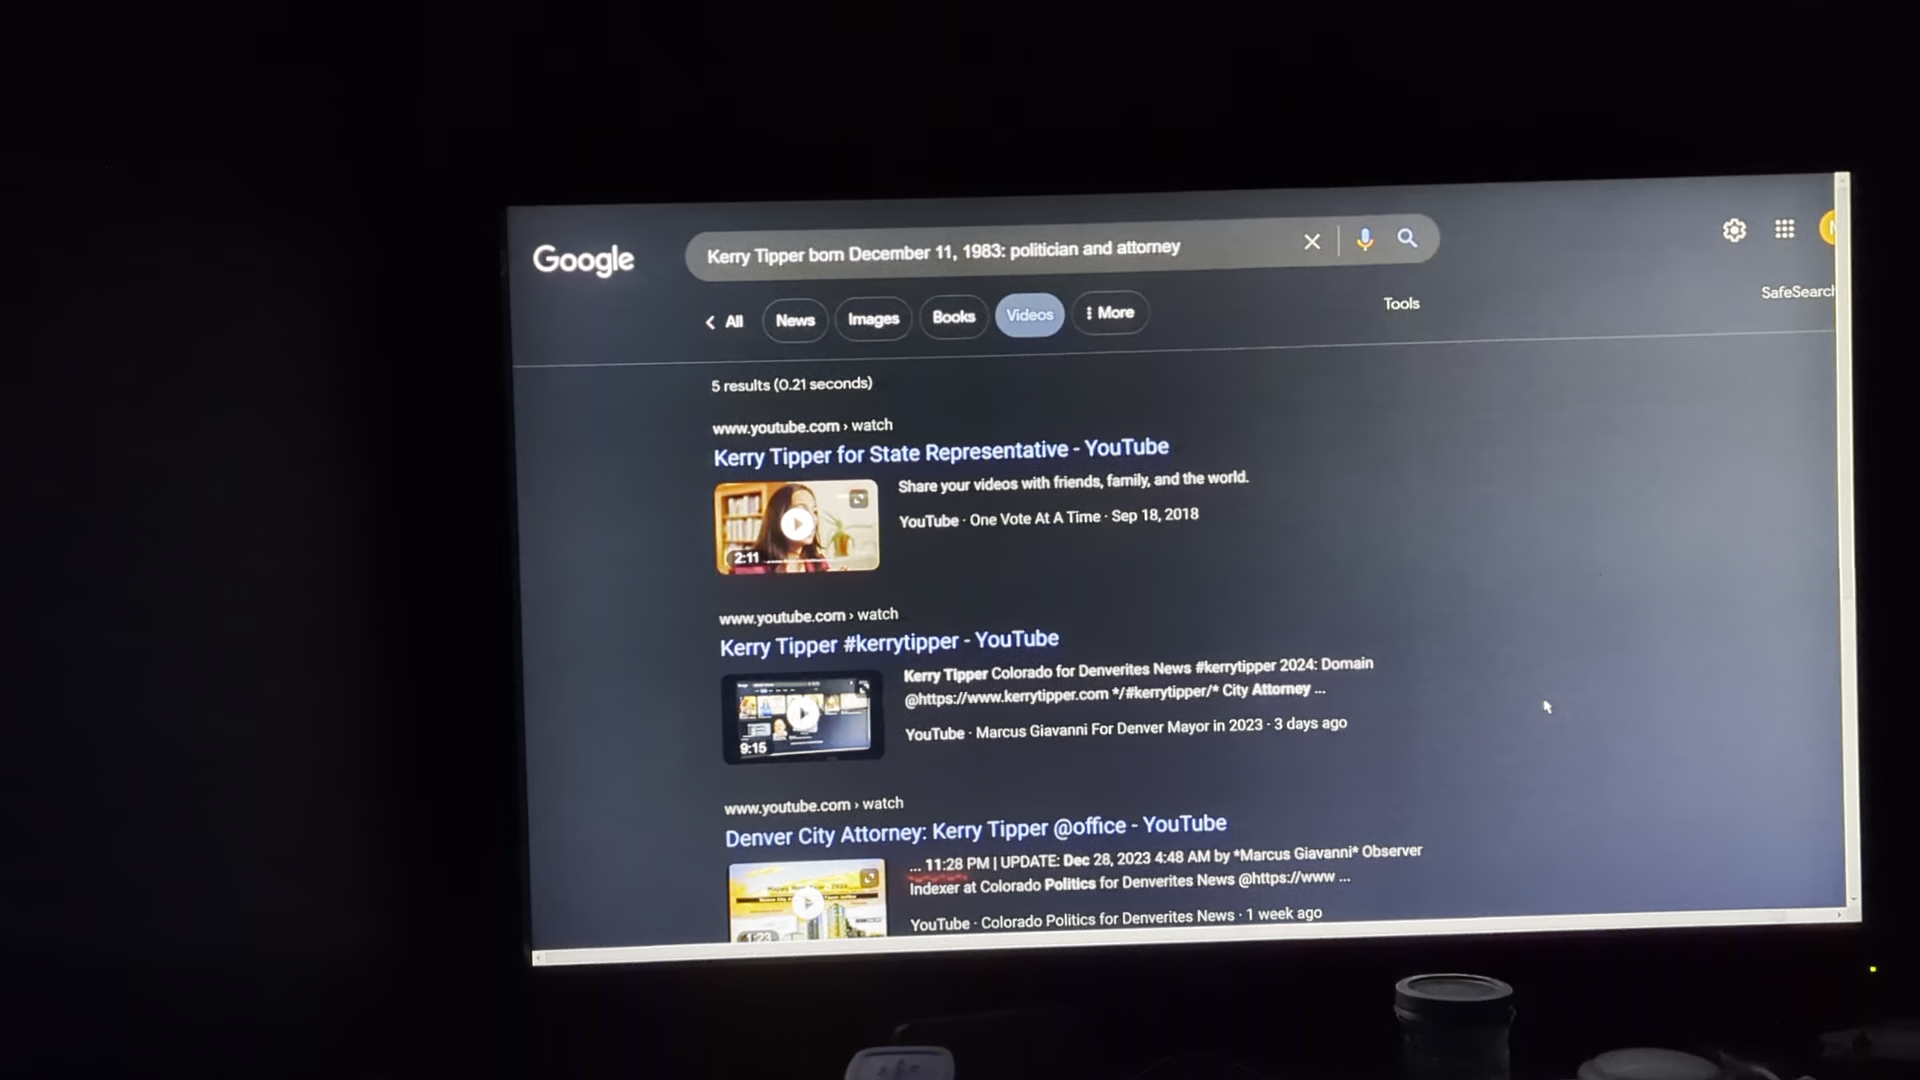 Google
Kerry Tipper born December 11, 1983: politician and attorney
All
News
Images
Books
Videos
More
Tools
SafeSearch
5 results (0.21 seconds)
www.youtube.com › watch
Kerry Tipper for State Representative - YouTube
Share your videos with friends, family, and the world.
YouTube · One Vote At A Time · Sep 18, 2018
2:11
www.youtube.com › watch
Kerry Tipper #kerrytipper - YouTube
Kerry Tipper Colorado for Denverites News #kerrytipper 2024: Domain
@https://www.kerrytipper.com */#kerrytipper/* City Attorney ...
YouTube · Marcus Giavanni For Denver Mayor in 2023 · 3 days ago
9:15
www.youtube.com › watch
Denver City Attorney: Kerry Tipper @office - YouTube
... 11:28 PM | UPDATE: Dec 28, 2023 4:48 AM by *Marcus Giavanni* Observer
Indexer at Colorado Politics for Denverites News @https://www ...
YouTube · Colorado Politics for Denverites News · 1 week ago
1:23